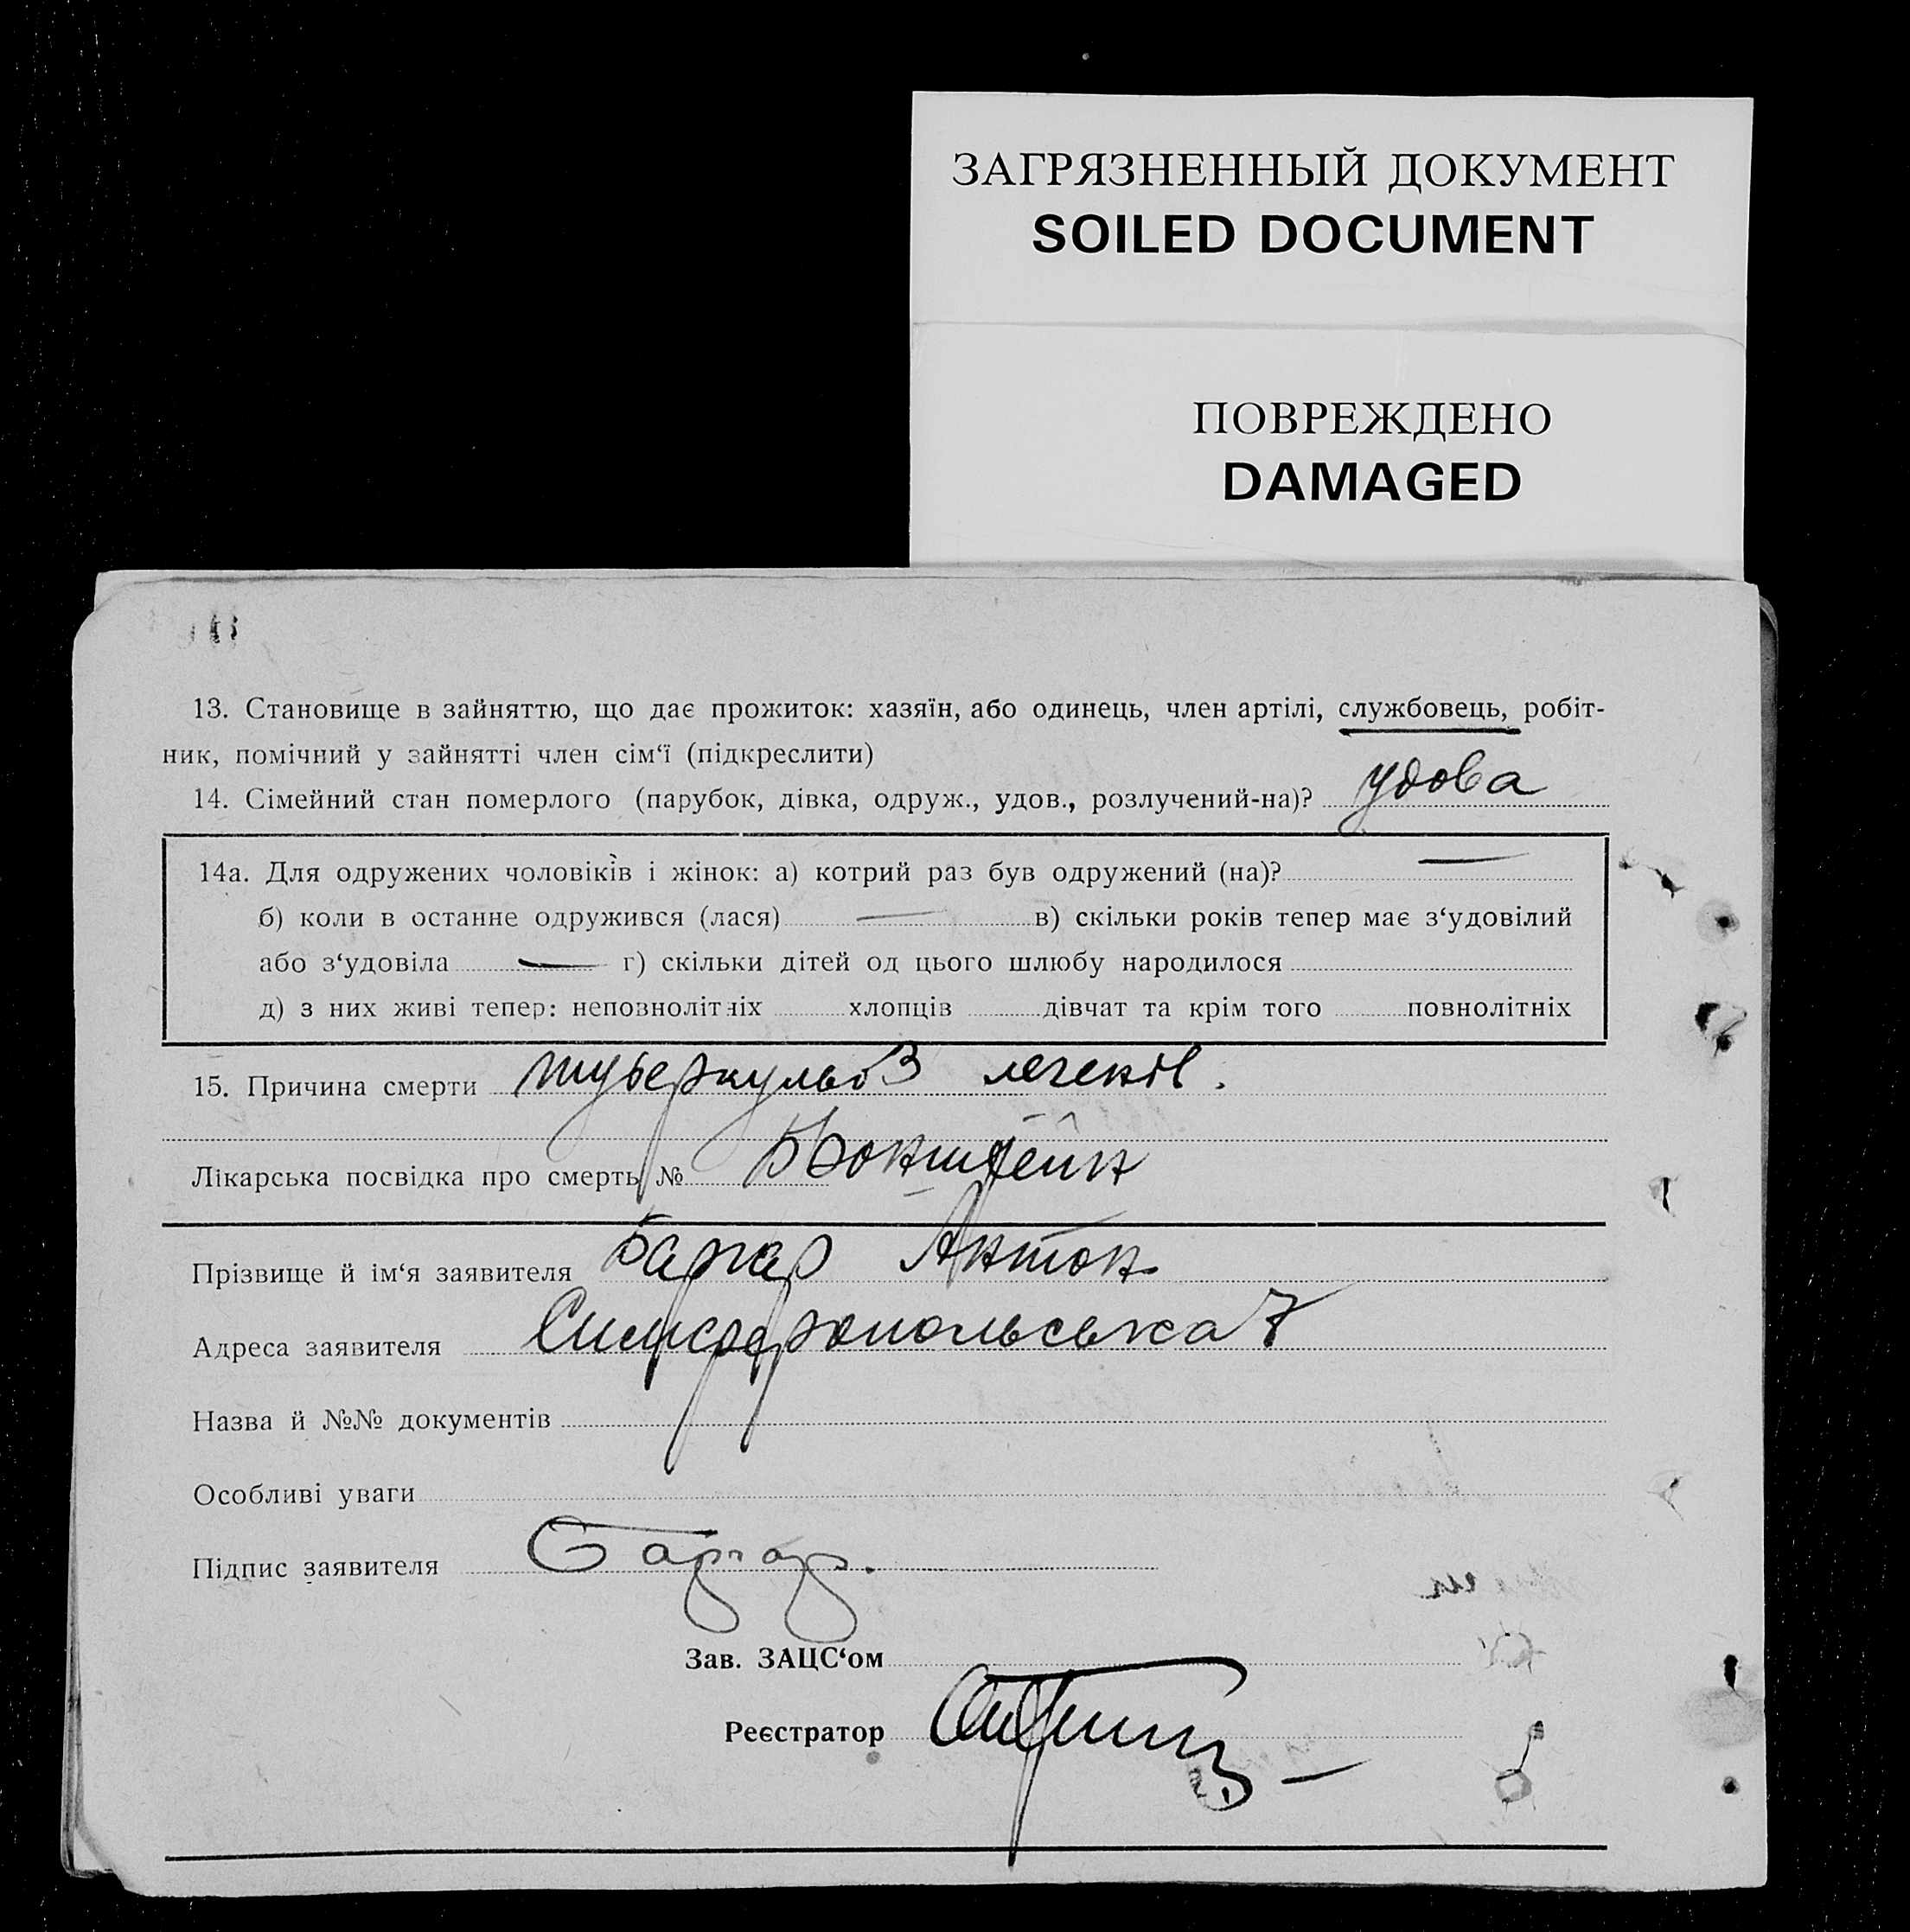 ЗАГРЯЗНЕННЫЙ ДОКУМЕНТ
SOILED DOCUMENT
ПОВРЕЖДЕНО
DAMAGED
13. Становище в зайняттю, що дає прожиток: хазяїн, або одинець, член артілі, службовець, робіт-
ник, помічний у зайнятті член сім‘ї (підкреслити)
14. Сімейний стан померлого (парубок, дівка, одруж., удов., розлучений-на)? удова
14а. Для одружених чоловіків і жінок: а) котрий раз був одружений (на)? —
б) коли в останнє одружився (лася) — в) скільки років тепер має з‘удовілий
або з‘удовіла — г) скільки дітей од цього шлюбу народилося
д) з них живі тепер: неповнолітніх хлопців дівчат та крім того повнолітніх
15. Причина смерти туберкульоз легенів.
Лікарська посвідка про смерть №
Прізвище й ім‘я заявителя Антон
Адреса заявителя Симферопольська 7
Назва й №№ документів
Особливі уваги
Підпис заявителя
Зав. ЗАЦС‘ом
Реєстратор